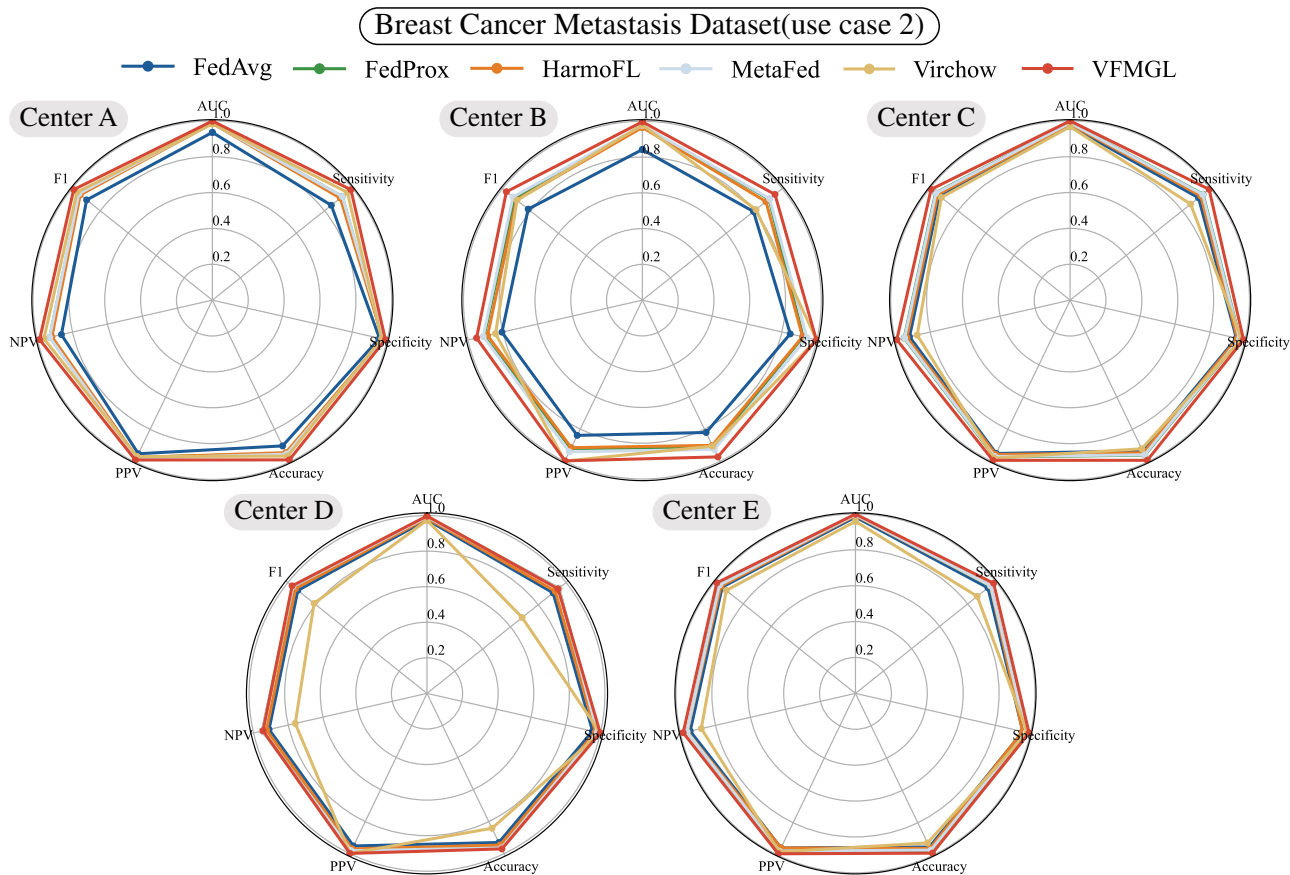 Breast Cancer Metastasis Dataset(use case 2)
FedAvg FedProx HarmoFL MetaFed Virchow VFMGL
Center A
AUC
1.0
0.8
0.6
0.4
0.2
F1
Sensitivity
NPV
Specificity
PPV
Accuracy
Center B
AUC
1.0
0.8
0.6
0.4
0.2
F1
Sensitivity
NPV
Specificity
PPV
Accuracy
Center C
AUC
1.0
0.8
0.6
0.4
0.2
F1
Sensitivity
NPV
Specificity
PPV
Accuracy
Center D
AUC
1.0
0.8
0.6
0.4
0.2
F1
Sensitivity
NPV
Specificity
PPV
Accuracy
Center E
AUC
1.0
0.8
0.6
0.4
0.2
F1
Sensitivity
NPV
Specificity
PPV
Accuracy